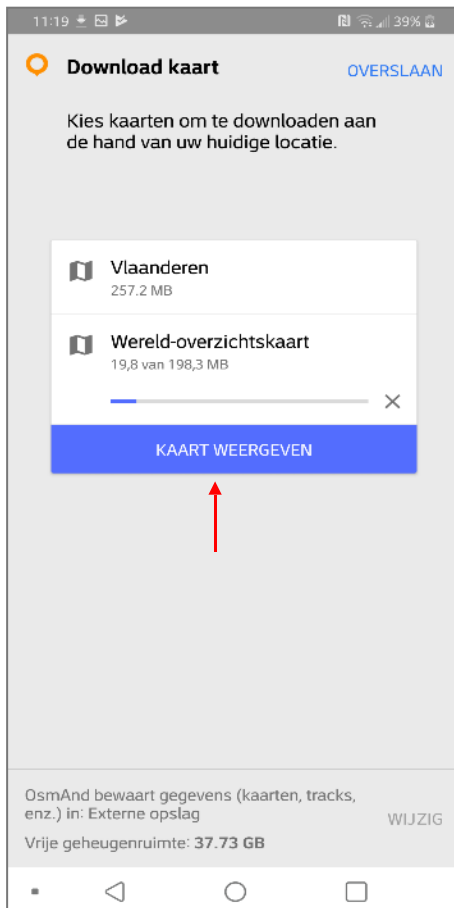 11:19 39%
Download kaart
OVERSLAAN
Kies kaarten om te downloaden aan
de hand van uw huidige locatie.
Vlaanderen
257.2 MB
Wereld-overzichtskaart
19,8 van 198,3 MB
KAART WEERGEVEN
OsmAnd bewaart gegevens (kaarten, tracks,
enz.) in: Externe opslag
WIJZIG
Vrije geheugenruimte: 37.73 GB